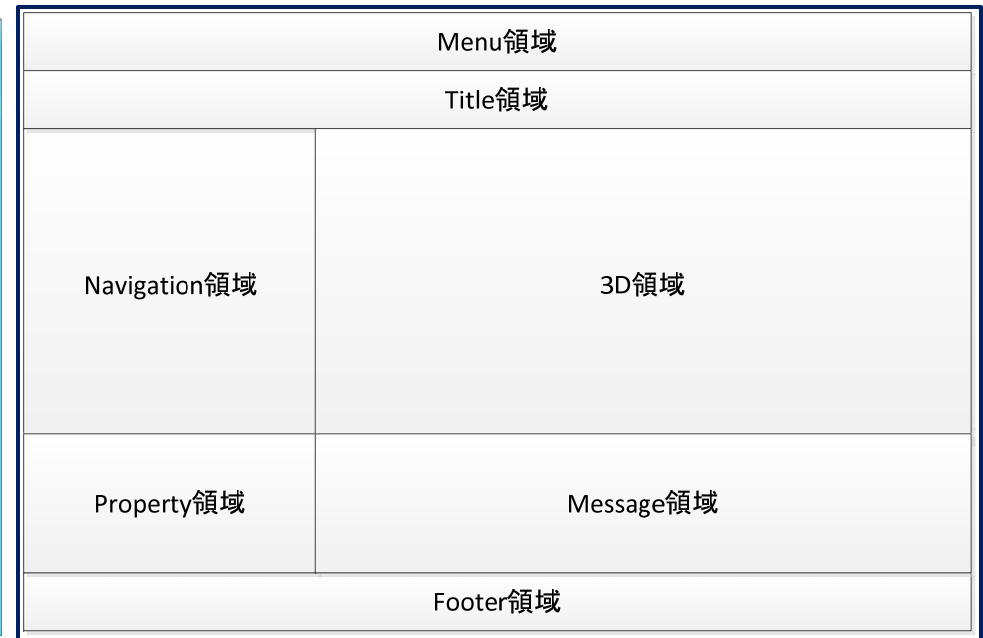 Menu領域
Title領域
Navigation領域
3D領域
Property領域
Message領域
Footer領域